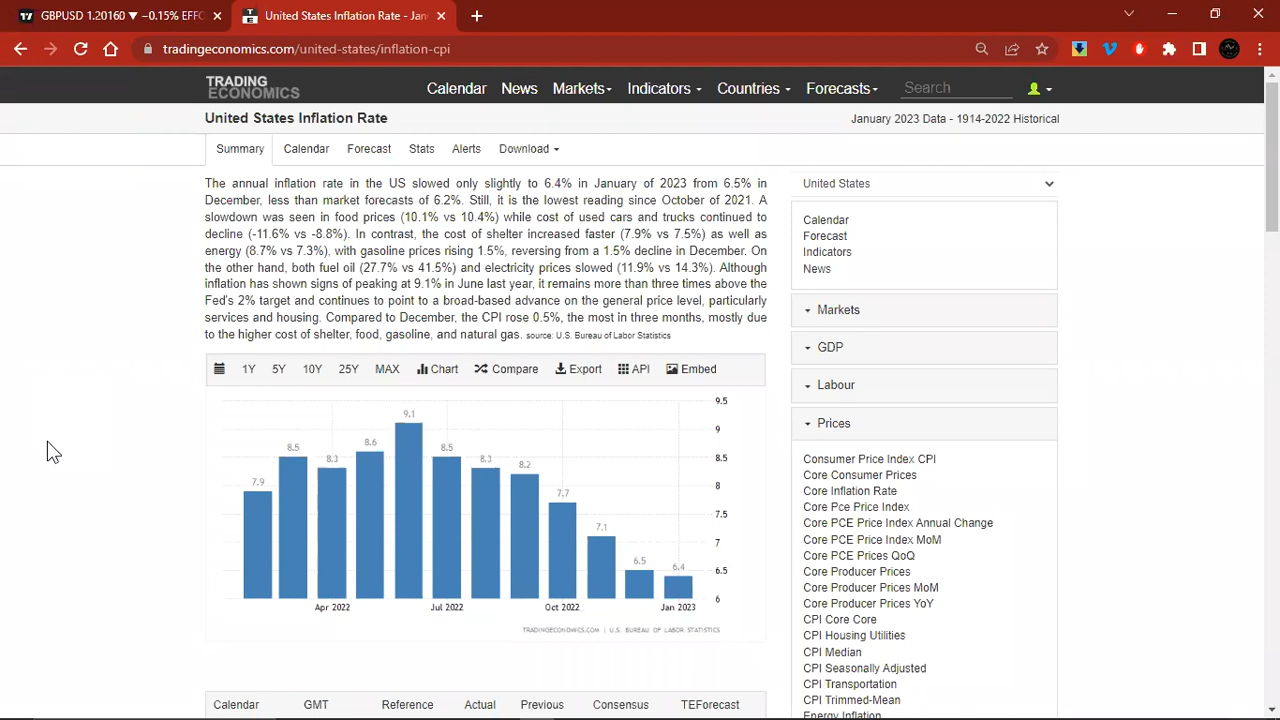 GBPUSD 1.20160 ▼ −0.15% EFFC
United States Inflation Rate - Jan
tradingeconomics.com/united-states/inflation-cpi
TRADING
ECONOMICS
Calendar News Markets Indicators Countries Forecasts Search
United States Inflation Rate
January 2023 Data - 1914-2022 Historical
Summary Calendar Forecast Stats Alerts Download
The annual inflation rate in the US slowed only slightly to 6.4% in January of 2023 from 6.5% in
December, less than market forecasts of 6.2%. Still, it is the lowest reading since October of 2021. A
slowdown was seen in food prices (10.1% vs 10.4%) while cost of used cars and trucks continued to
decline (-11.6% vs -8.8%). In contrast, the cost of shelter increased faster (7.9% vs 7.5%) as well as
energy (8.7% vs 7.3%), with gasoline prices rising 1.5%, reversing from a 1.5% decline in December. On
the other hand, both fuel oil (27.7% vs 41.5%) and electricity prices slowed (11.9% vs 14.3%). Although
inflation has shown signs of peaking at 9.1% in June last year, it remains more than three times above the
Fed's 2% target and continues to point to a broad-based advance on the general price level, particularly
services and housing. Compared to December, the CPI rose 0.5%, the most in three months, mostly due
to the higher cost of shelter, food, gasoline, and natural gas. source: U.S. Bureau of Labor Statistics
1Y 5Y 10Y 25Y MAX Chart Compare Export API Embed
9.5
9
8.5
8
7.5
7
6.5
6
7.9 8.5 8.3 8.6 9.1 8.5 8.3 8.2 7.7 7.1 6.5 6.4
Apr 2022 Jul 2022 Oct 2022 Jan 2023
TRADINGECONOMICS.COM | U.S. BUREAU OF LABOR STATISTICS
Calendar GMT Reference Actual Previous Consensus TEForecast
United States
Calendar
Forecast
Indicators
News
Markets
GDP
Labour
Prices
Consumer Price Index CPI
Core Consumer Prices
Core Inflation Rate
Core Pce Price Index
Core PCE Price Index Annual Change
Core PCE Price Index MoM
Core PCE Prices QoQ
Core Producer Prices
Core Producer Prices MoM
Core Producer Prices YoY
CPI Core Core
CPI Housing Utilities
CPI Median
CPI Seasonally Adjusted
CPI Transportation
CPI Trimmed-Mean
Energy Inflation